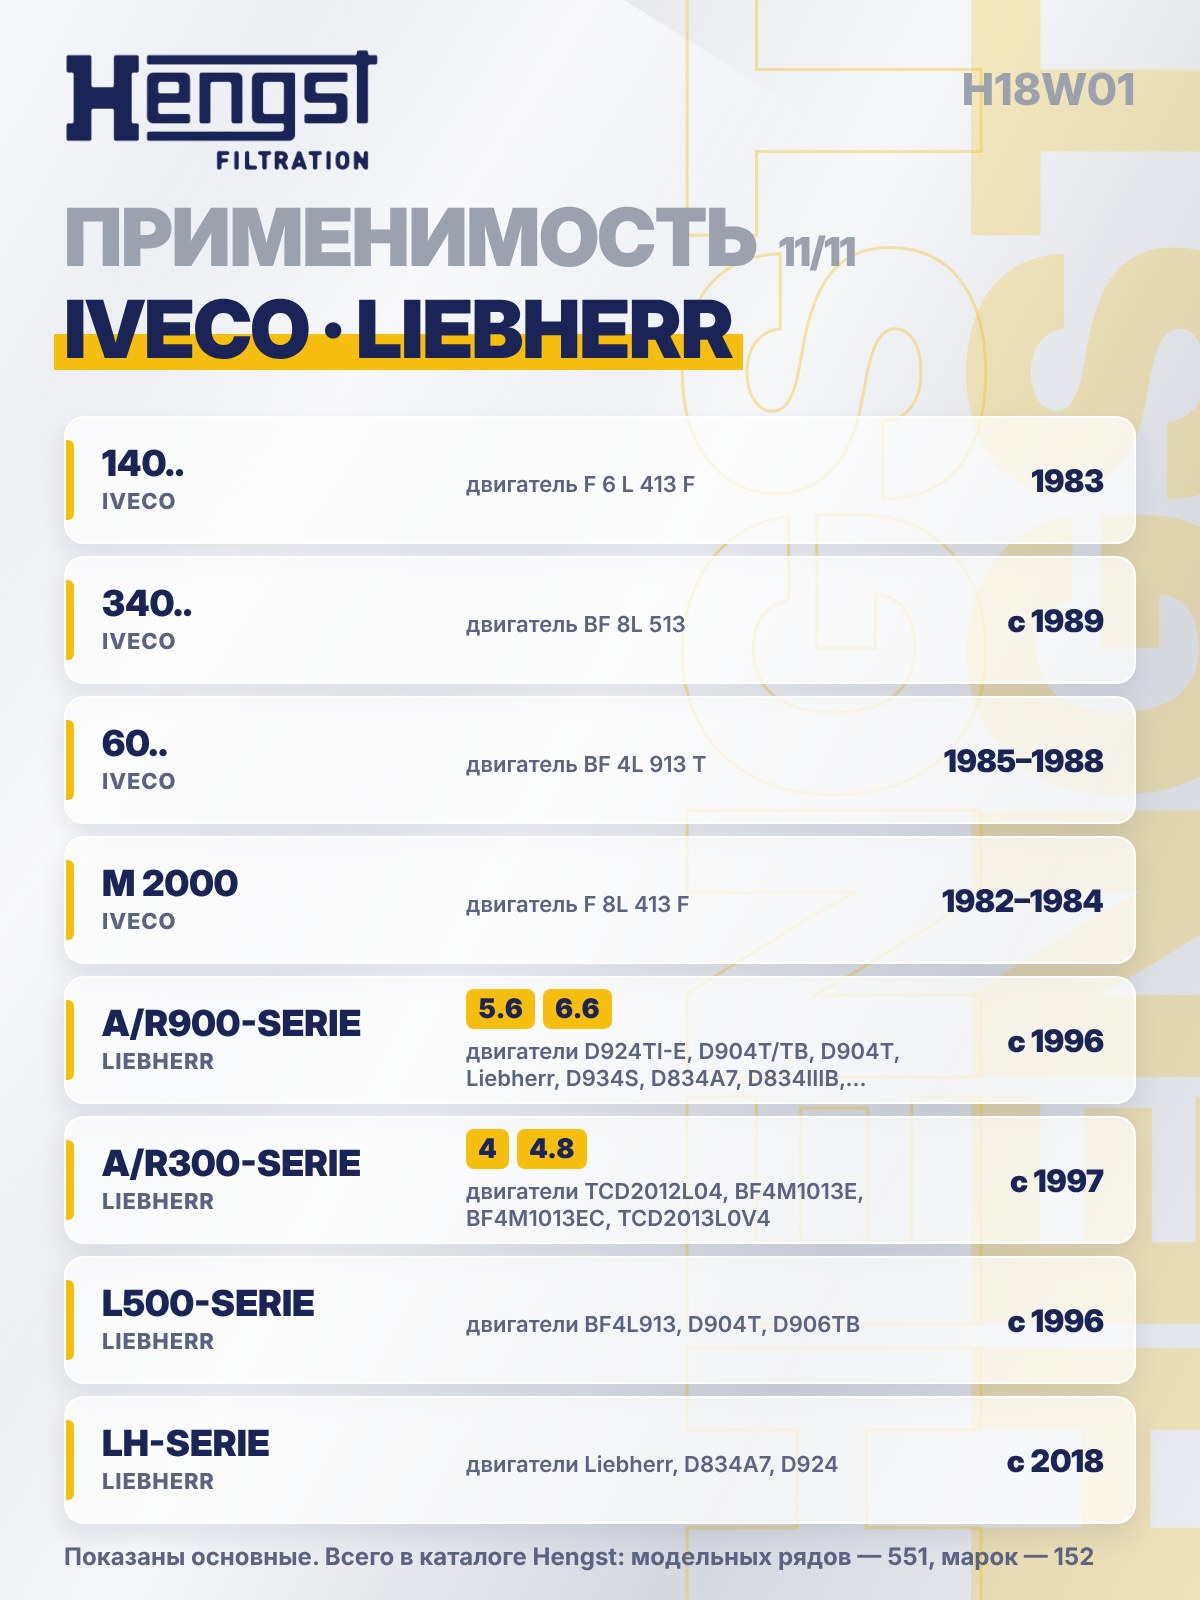 Hengst
FILTRATION
H18W01
ПРИМЕНИМОСТЬ 11/11
IVECO · LIEBHERR
140..
IVECO
двигатель F 6 L 413 F
1983
340..
IVECO
двигатель BF 8L 513
с 1989
60..
IVECO
двигатель BF 4L 913 T
1985–1988
M 2000
IVECO
двигатель F 8L 413 F
1982–1984
A/R900-SERIE
LIEBHERR
5.6 6.6
двигатели D924TI-E, D904T/TB, D904T,
Liebherr, D934S, D834A7, D834IIIB,...
с 1996
A/R300-SERIE
LIEBHERR
4 4.8
двигатели TCD2012L04, BF4M1013E,
BF4M1013EC, TCD2013L0V4
с 1997
L500-SERIE
LIEBHERR
двигатели BF4L913, D904T, D906TB
с 1996
LH-SERIE
LIEBHERR
двигатели Liebherr, D834A7, D924
с 2018
Показаны основные. Всего в каталоге Hengst: модельных рядов — 551, марок — 152
HENGST
HENGST